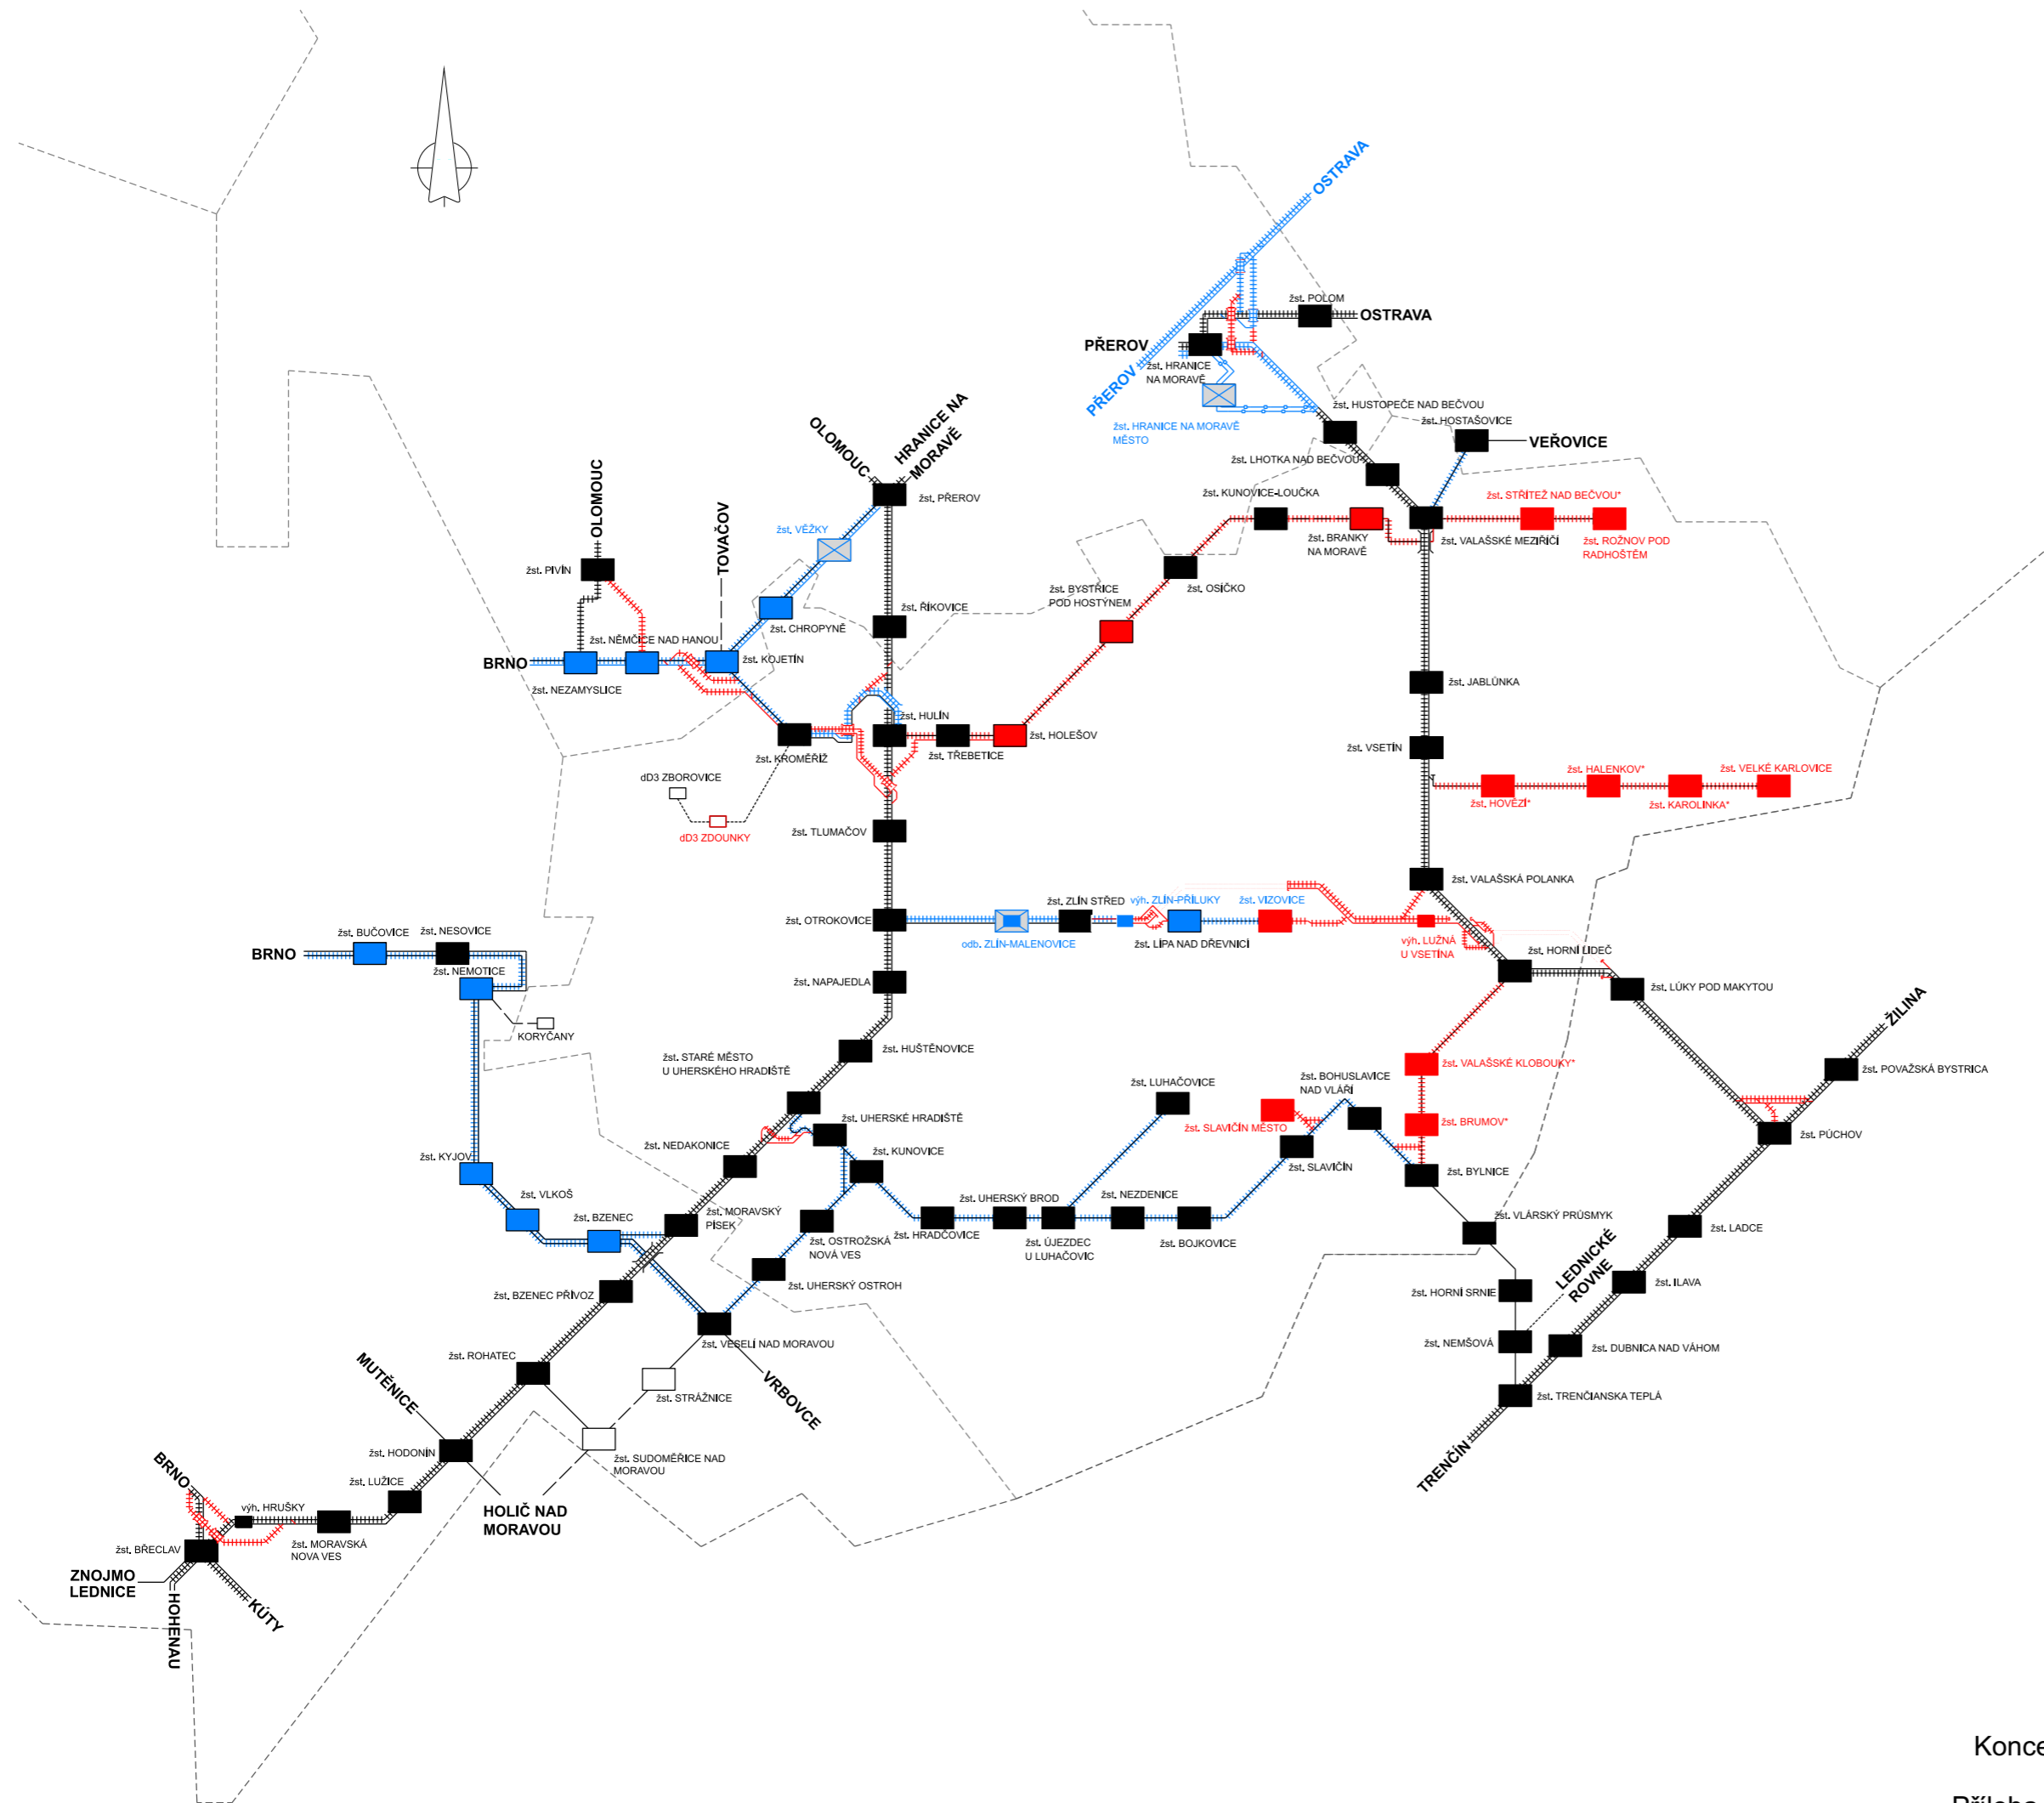 OSTRAVA
žst. POLOM
OSTRAVA
PŘEROV
žst. HRANICE
NA MORAVĚ
PŘEROV
žst. HRANICE NA MORAVĚ
MĚSTO
žst. HUSTOPEČE NAD BEČVOU
žst. HOSTAŠOVICE
VEŘOVICE
žst. LHOTKA NAD BEČVOU
OLOMOUC
HRANICE NA
MORAVĚ
žst. PŘEROV
žst. KUNOVICE-LOUČKA
žst. STŘÍTEŽ NAD BEČVOU*
žst. BRANKY
NA MORAVĚ
žst. VALAŠSKÉ MEZIŘÍČÍ
žst. ROŽNOV POD
RADHOŠTĚM
OLOMOUC
TOVAČOV
žst. VĚŽKY
žst. PIVÍN
žst. OSÍČKO
žst. BYSTŘICE
POD HOSTÝNEM
žst. ŘÍKOVICE
žst. CHROPYNĚ
žst. NĚMČICE NAD HANOU
BRNO
žst. KOJETÍN
žst. NEZAMYSLICE
žst. JABLŮNKA
žst. HULÍN
žst. HOLEŠOV
žst. TŘEBETICE
žst. KROMĚŘÍŽ
žst. VSETÍN
dD3 ZBOROVICE
dD3 ZDOUNKY
žst. HALENKOV*
žst. VELKÉ KARLOVICE
žst. HOVĚZÍ*
žst. KAROLINKA*
žst. TLUMAČOV
žst. VALAŠSKÁ POLANKA
žst. OTROKOVICE
žst. ZLÍN STŘED
výh. ZLÍN-PŘÍLUKY
žst. VIZOVICE
odb. ZLÍN-MALENOVICE
žst. LÍPA NAD DŘEVNICÍ
výh. LUŽNÁ
U VSETÍNA
žst. HORNÍ LIDEČ
žst. BUČOVICE
žst. NESOVICE
BRNO
žst. NEMOTICE
KORYČANY
žst. NAPAJEDLA
žst. LÚKY POD MAKYTOU
ŽILINA
žst. HUŠTĚNOVICE
žst. STARÉ MĚSTO
U UHERSKÉHO HRADIŠTĚ
žst. VALAŠSKÉ KLOBOUKY*
žst. POVAŽSKÁ BYSTRICA
žst. LUHAČOVICE
žst. BOHUSLAVICE
NAD VLÁŘÍ
žst. UHERSKÉ HRADIŠTĚ
žst. SLAVIČÍN MĚSTO
žst. BRUMOV*
žst. PÚCHOV
žst. NEDAKONICE
žst. KUNOVICE
žst. SLAVIČÍN
žst. BYLNICE
žst. KYJOV
žst. VLKOŠ
žst. BZENEC
žst. MORAVSKÝ
PÍSEK
žst. UHERSKÝ BROD
žst. NEZDENICE
žst. OSTROŽSKÁ
NOVÁ VES
žst. HRADČOVICE
žst. ÚJEZDEC
U LUHAČOVIC
žst. BOJKOVICE
žst. VLÁRSKÝ PRŮSMYK
žst. LADCE
LEDNICKÉ
ROVNE
žst. UHERSKÝ OSTROH
žst. BZENEC PŘÍVOZ
žst. HORNÍ SRNIE
žst. ILAVA
žst. VESELÍ NAD MORAVOU
žst. NEMŠOVÁ
žst. DUBNICA NAD VÁHOM
žst. ROHATEC
MUTĚNICE
VRBOVCE
žst. STRÁŽNICE
žst. TRENČIANSKA TEPLÁ
TRENČÍN
žst. HODONÍN
žst. SUDOMĚŘICE NAD
MORAVOU
BRNO
žst. LUŽICE
výh. HRUŠKY
HOLIČ NAD
MORAVOU
žst. BŘECLAV
žst. MORAVSKÁ
NOVA VES
ZNOJMO
LEDNICE
HOHENAU
KÚTY
Konce
Příloha